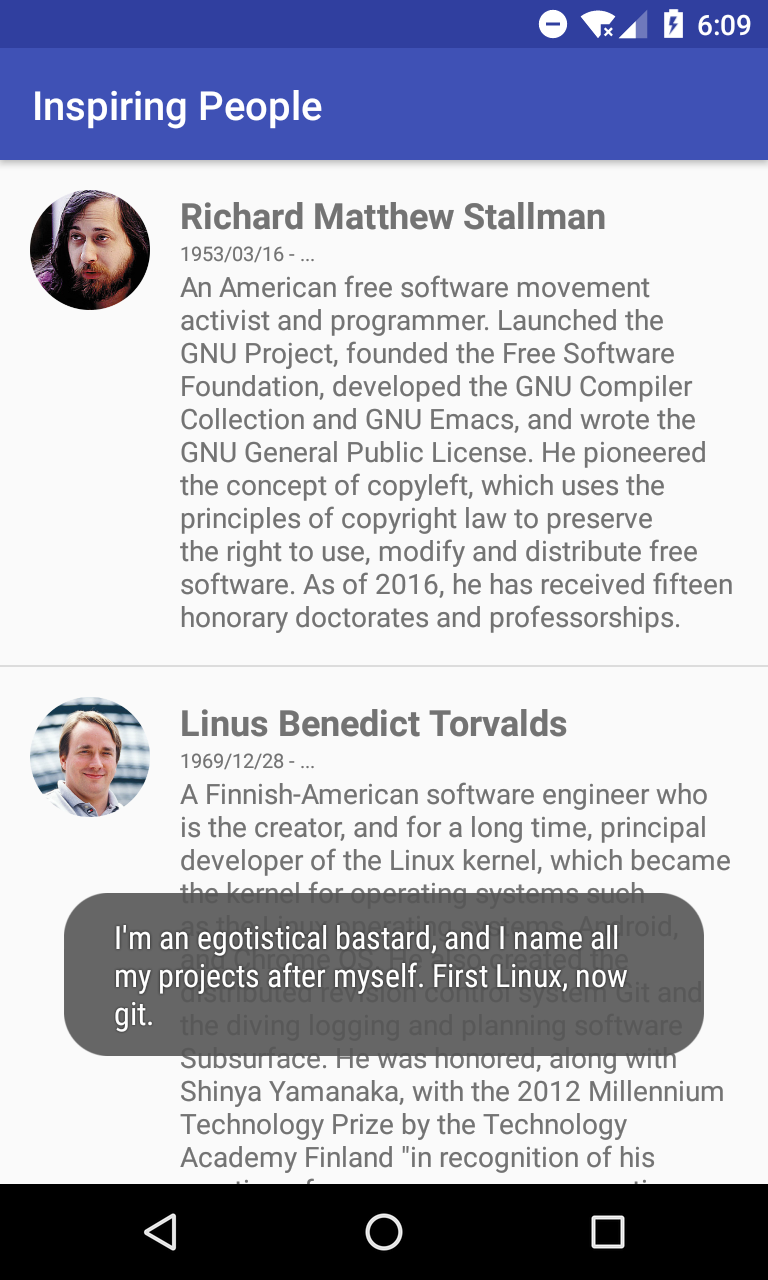 6:09
Inspiring People
Richard Matthew Stallman
1953/03/16 - ...
An American free software movement
activist and programmer. Launched the
GNU Project, founded the Free Software
Foundation, developed the GNU Compiler
Collection and GNU Emacs, and wrote the
GNU General Public License. He pioneered
the concept of copyleft, which uses the
principles of copyright law to preserve
the right to use, modify and distribute free
software. As of 2016, he has received fifteen
honorary doctorates and professorships.
Linus Benedict Torvalds
1969/12/28 - ...
A Finnish-American software engineer who
is the creator, and for a long time, principal
developer of the Linux kernel, which became
the kernel for operating systems such
as the Linux operating systems, Android,
and Chrome OS. He also created the
distributed revision control system Git and
the diving logging and planning software
Subsurface. He was honored, along with
Shinya Yamanaka, with the 2012 Millennium
Technology Prize by the Technology
Academy Finland "in recognition of his
I'm an egotistical bastard, and I name all
my projects after myself. First Linux, now
git.